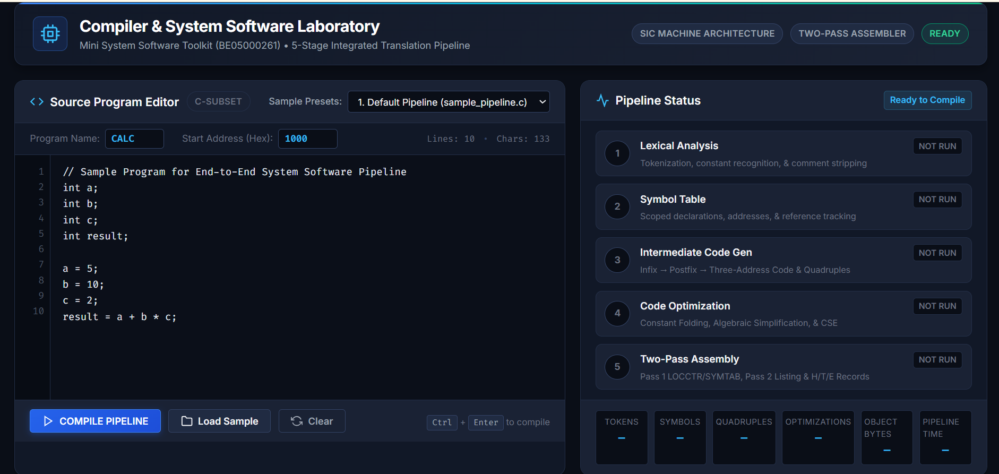 Compiler & System Software Laboratory
Mini System Software Toolkit (BE05000261) • 5-Stage Integrated Translation Pipeline
SIC MACHINE ARCHITECTURE
TWO-PASS ASSEMBLER
READY
Source Program Editor
C-SUBSET
Sample Presets:
1. Default Pipeline (sample_pipeline.c)
Program Name: CALC
Start Address (Hex): 1000
Lines: 10 • Chars: 133
1 // Sample Program for End-to-End System Software Pipeline
2 int a;
3 int b;
4 int c;
5 int result;
6
7 a = 5;
8 b = 10;
9 c = 2;
10 result = a + b * c;
COMPILE PIPELINE
Load Sample
Clear
Ctrl + Enter to compile
Pipeline Status
Ready to Compile
1 Lexical Analysis NOT RUN
Tokenization, constant recognition, & comment stripping
2 Symbol Table NOT RUN
Scoped declarations, addresses, & reference tracking
3 Intermediate Code Gen NOT RUN
Infix → Postfix → Three-Address Code & Quadruples
4 Code Optimization NOT RUN
Constant Folding, Algebraic Simplification, & CSE
5 Two-Pass Assembly NOT RUN
Pass 1 LOCCTR/SYMTAB, Pass 2 Listing & H/T/E Records
TOKENS
–
SYMBOLS
–
QUADRUPLES
–
OPTIMIZATIONS
–
OBJECT
BYTES
–
PIPELINE
TIME
–